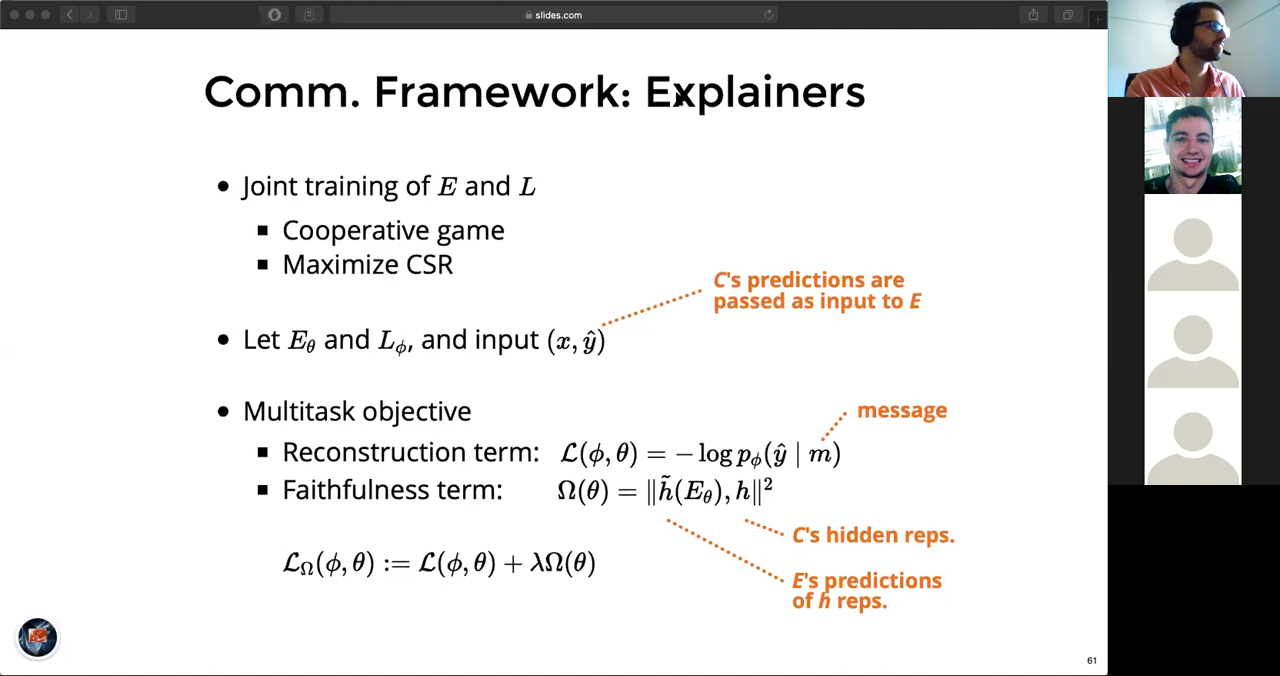 slides.com
Comm. Framework: Explainers
• Joint training of E and L
▪ Cooperative game
▪ Maximize CSR
C's predictions are
passed as input to E
• Let E_θ and L_ϕ, and input (x, ŷ)
• Multitask objective
message
▪ Reconstruction term: ℒ(ϕ, θ) = − log p_ϕ(ŷ | m)
▪ Faithfulness term: Ω(θ) = ‖h̃(E_θ), h‖²
C's hidden reps.
ℒ_Ω(ϕ, θ) := ℒ(ϕ, θ) + λΩ(θ)
E's predictions
of h reps.
61